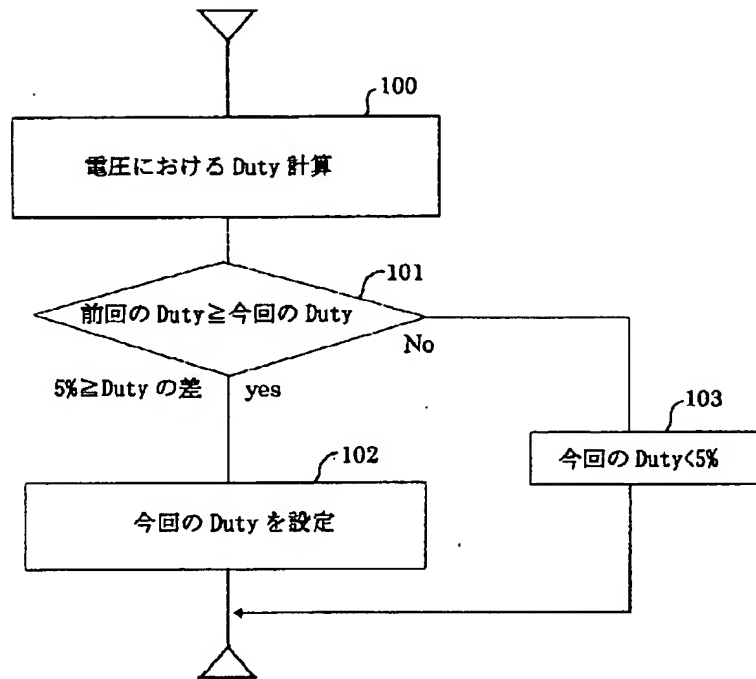 100
電圧における Duty 計算
101
前回の Duty≧今回の Duty
No
5%≧Duty の差 yes
103
今回の Duty<5%
102
今回の Duty を設定